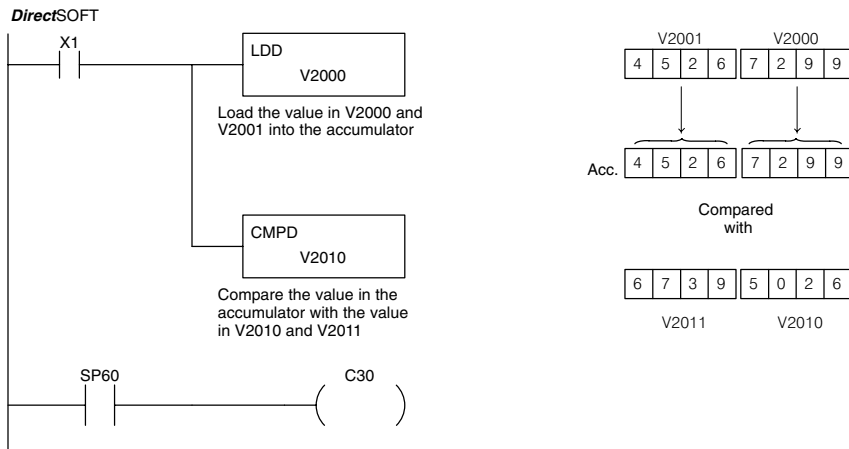 DirectSOFT
X1
LDD
V2000
Load the value in V2000 and
V2001 into the accumulator
CMPD
V2010
Compare the value in the
accumulator with the value
in V2010 and V2011
SP60
C30
V2001 V2000
4 5 2 6 7 2 9 9
Acc. 4 5 2 6 7 2 9 9
Compared
with
6 7 3 9 5 0 2 6
V2011 V2010